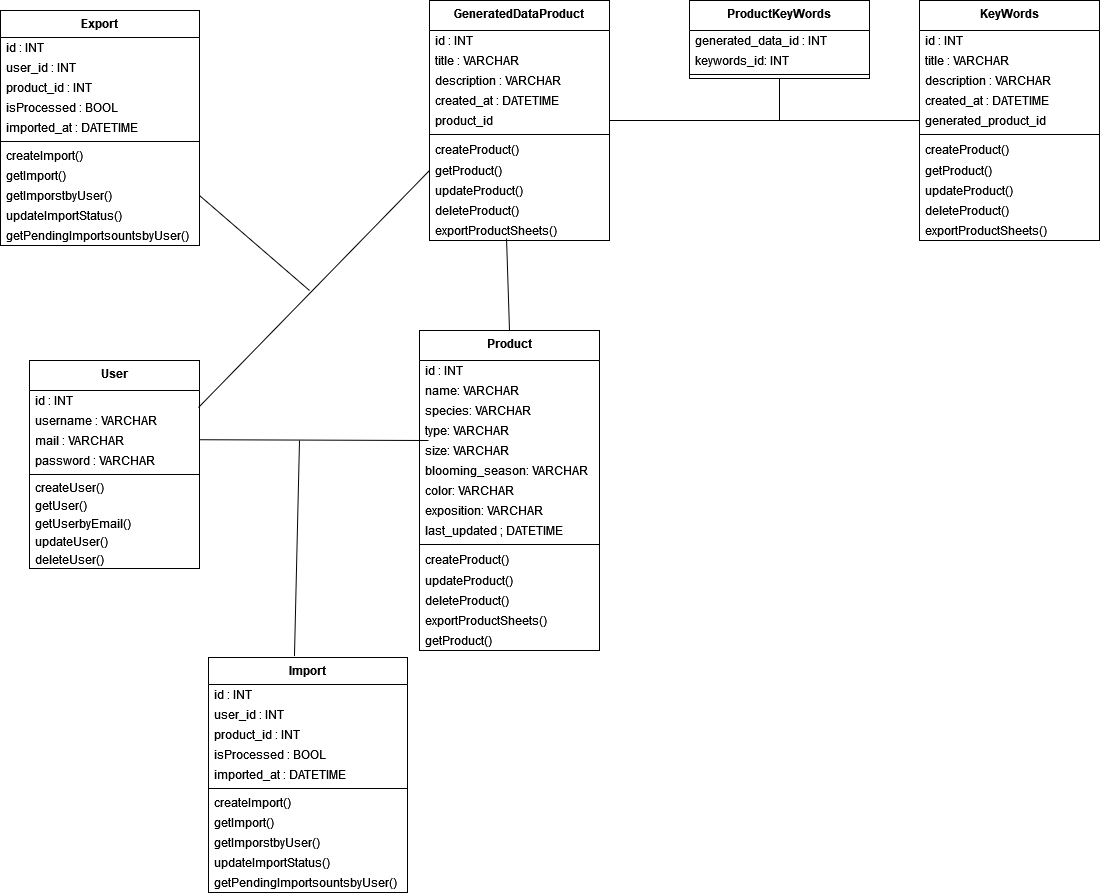 Export
id : INT
user_id : INT
product_id : INT
isProcessed : BOOL
imported_at : DATETIME
createImport()
getImport()
getImporstbyUser()
updateImportStatus()
getPendingImportsountsbyUser()
GeneratedDataProduct
id : INT
title : VARCHAR
description : VARCHAR
created_at : DATETIME
product_id
createProduct()
getProduct()
updateProduct()
deleteProduct()
exportProductSheets()
ProductKeyWords
generated_data_id : INT
keywords_id: INT
KeyWords
id : INT
title : VARCHAR
description : VARCHAR
created_at : DATETIME
generated_product_id
createProduct()
getProduct()
updateProduct()
deleteProduct()
exportProductSheets()
User
id : INT
username : VARCHAR
mail : VARCHAR
password : VARCHAR
createUser()
getUser()
getUserbyEmail()
updateUser()
deleteUser()
Product
id : INT
name: VARCHAR
species: VARCHAR
type: VARCHAR
size: VARCHAR
blooming_season: VARCHAR
color: VARCHAR
exposition: VARCHAR
last_updated ; DATETIME
createProduct()
updateProduct()
deleteProduct()
exportProductSheets()
getProduct()
Import
id : INT
user_id : INT
product_id : INT
isProcessed : BOOL
imported_at : DATETIME
createImport()
getImport()
getImporstbyUser()
updateImportStatus()
getPendingImportsountsbyUser()